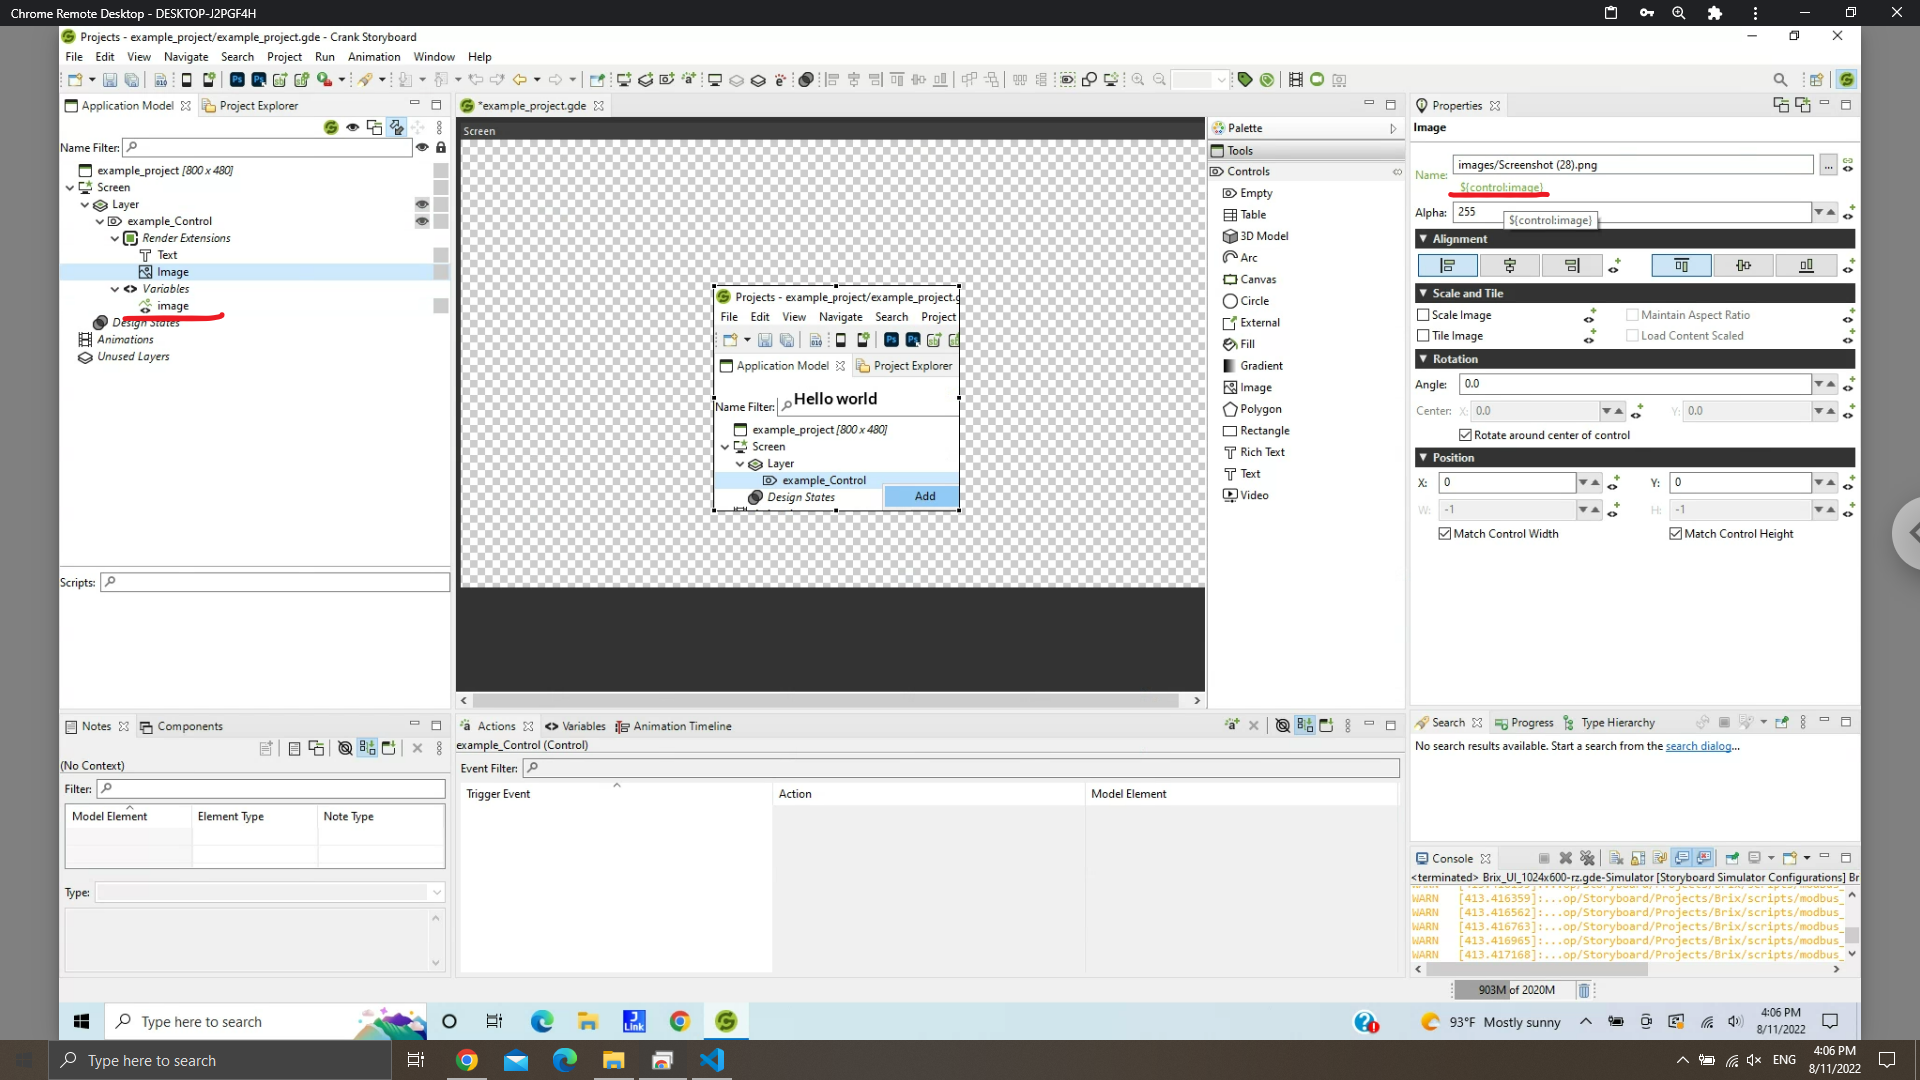 Chrome Remote Desktop - DESKTOP-J2PGF4H
Projects - example_project/example_project.gde - Crank Storyboard
File Edit View Navigate Search Project Run Animation Window Help
Application Model
Project Explorer
Name Filter:
example_project [800 x 480]
Screen
Layer
example_Control
Render Extensions
Text
Image
Variables
image
Design States
Animations
Unused Layers
Scripts:
*example_project.gde
Screen
Projects - example_project/example_project.g
File Edit View Navigate Search Project
Application Model
Project Explorer
Hello world
Name Filter:
example_project [800 x 480]
Screen
Layer
example_Control
Design States
Add
Palette
Tools
Controls
Empty
Table
3D Model
Arc
Canvas
Circle
External
Fill
Gradient
Image
Polygon
Rectangle
Rich Text
Text
Video
Properties
Image
Name: images/Screenshot (28).png ...
${control:image}
Alpha: 255
${control:image}
Alignment
Scale and Tile
Scale Image
Maintain Aspect Ratio
Tile Image
Load Content Scaled
Rotation
Angle: 0.0
Center: X: 0.0 Y: 0.0
Rotate around center of control
Position
X: 0 Y: 0
W: -1 H: -1
Match Control Width
Match Control Height
Notes
Components
(No Context)
Filter:
Model Element Element Type Note Type
Type:
Actions
Variables
Animation Timeline
example_Control (Control)
Event Filter:
Trigger Event Action Model Element
Search
Progress
Type Hierarchy
No search results available. Start a search from the search dialog...
Console
<terminated> Brix_UI_1024x600-rz.gde-Simulator [Storyboard Simulator Configurations] Br
WARN [413.416359]:...op/Storyboard/Projects/Brix/scripts/modbus_
WARN [413.416562]:...op/Storyboard/Projects/Brix/scripts/modbus_
WARN [413.416763]:...op/Storyboard/Projects/Brix/scripts/modbus_
WARN [413.416965]:...op/Storyboard/Projects/Brix/scripts/modbus_
WARN [413.417168]:...op/Storyboard/Projects/Brix/scripts/modbus_
903M of 2020M
Type here to search
J
Link
93°F Mostly sunny
4:06 PM
8/11/2022
Type here to search
ENG
4:06 PM
8/11/2022